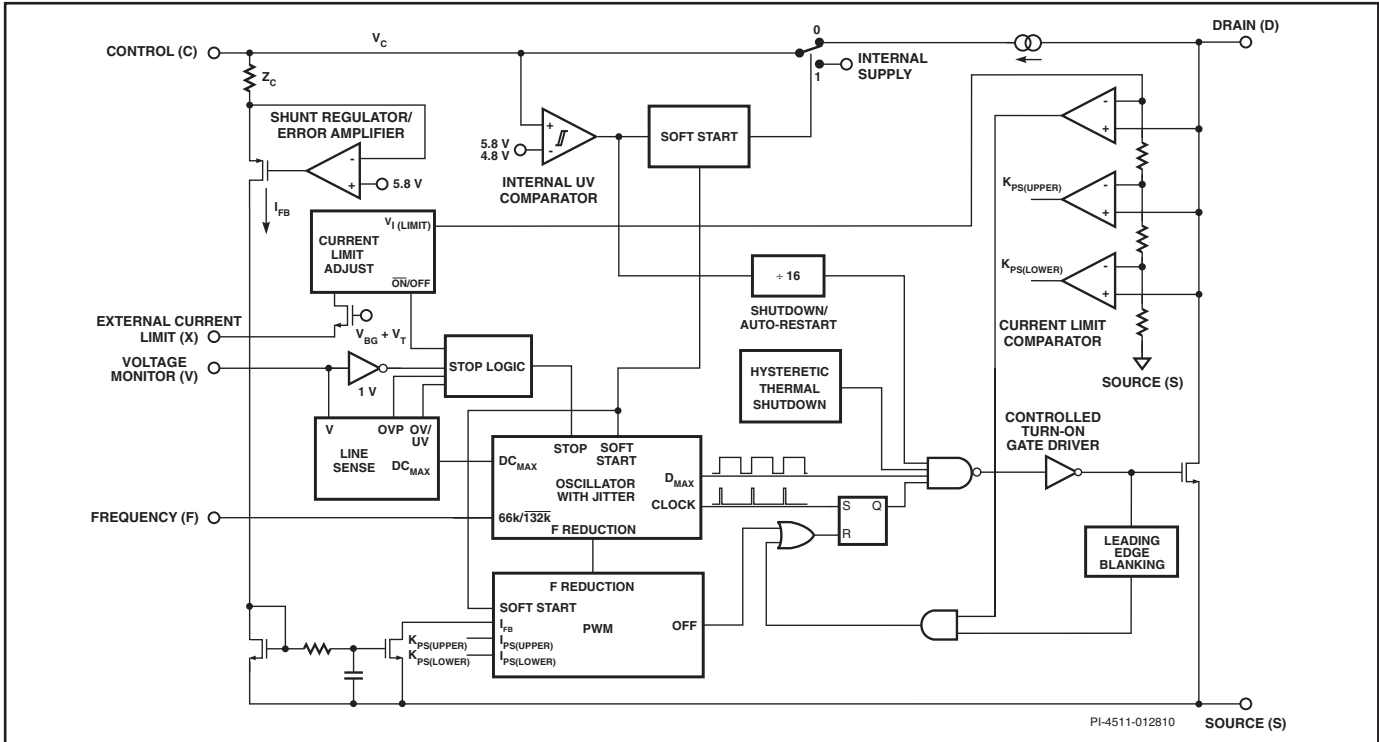 CONTROL (C)
V_C
0
DRAIN (D)
1
INTERNAL
SUPPLY
Z_C
SHUNT REGULATOR/
ERROR AMPLIFIER
-
+
5.8 V
I_FB
+
-
5.8 V
4.8 V
INTERNAL UV
COMPARATOR
SOFT START
-
+
K_PS(UPPER)
-
+
K_PS(LOWER)
-
+
CURRENT LIMIT
COMPARATOR
SOURCE (S)
V_I (LIMIT)
CURRENT
LIMIT
ADJUST
O̅N̅/OFF
÷ 16
SHUTDOWN/
AUTO-RESTART
EXTERNAL CURRENT
LIMIT (X)
V_BG + V_T
VOLTAGE
MONITOR (V)
1 V
STOP LOGIC
HYSTERETIC
THERMAL
SHUTDOWN
CONTROLLED
TURN-ON
GATE DRIVER
V
OVP
OV/
UV
LINE
SENSE
DC_MAX
STOP
SOFT
START
DC_MAX
OSCILLATOR
WITH JITTER
D_MAX
CLOCK
66k/1̅3̅2̅k̅
F REDUCTION
FREQUENCY (F)
S
Q
R
LEADING
EDGE
BLANKING
F REDUCTION
SOFT START
I_FB
PWM
OFF
K_PS(UPPER)
I_PS(UPPER)
K_PS(LOWER)
I_PS(LOWER)
PI-4511-012810
SOURCE (S)